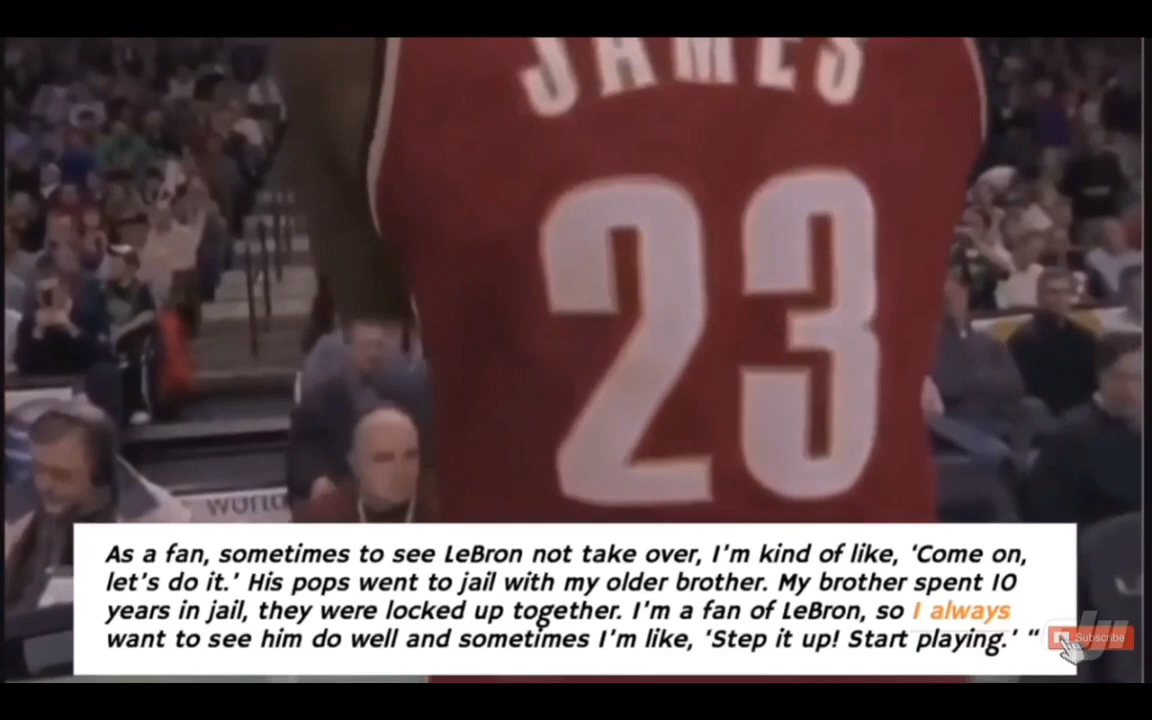 JAMES
23
WORLD
As a fan, sometimes to see LeBron not take over, I'm kind of like, 'Come on,
let's do it.' His pops went to jail with my older brother. My brother spent 10
years in jail, they were locked up together. I'm a fan of LeBron, so I always
want to see him do well and sometimes I'm like, 'Step it up! Start playing.' "
Subscribe